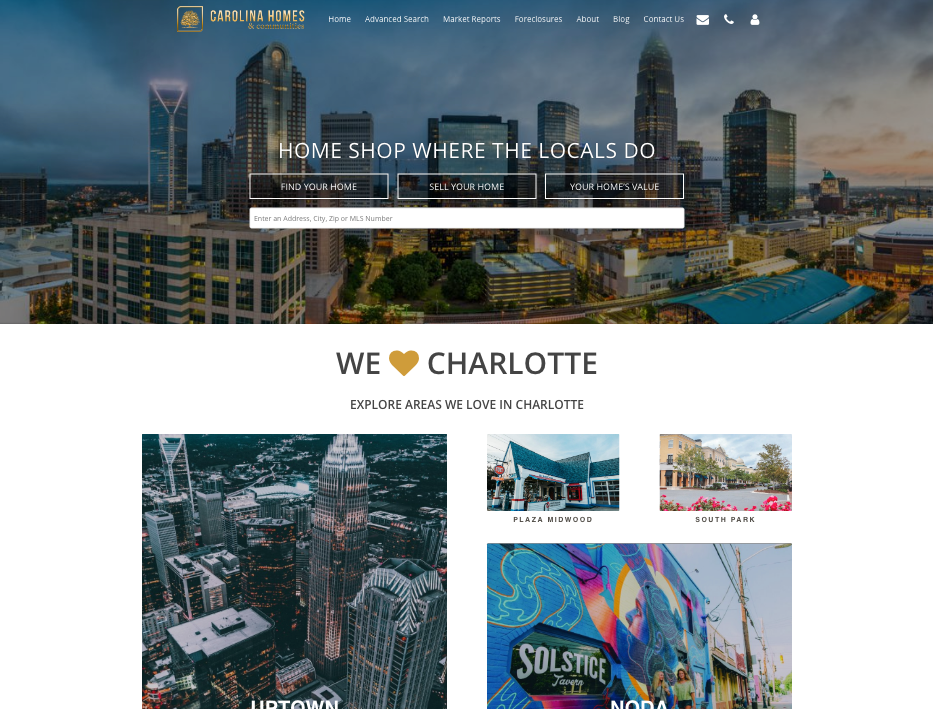 CAROLINA HOMES
& communities
Home Advanced Search Market Reports Foreclosures About Blog Contact Us
HOME SHOP WHERE THE LOCALS DO
FIND YOUR HOME SELL YOUR HOME YOUR HOME'S VALUE
Enter an Address, City, Zip or MLS Number
WE CHARLOTTE
EXPLORE AREAS WE LOVE IN CHARLOTTE
PLAZA MIDWOOD SOUTH PARK
SOLSTICE
Tavern
UPTOWN NODA